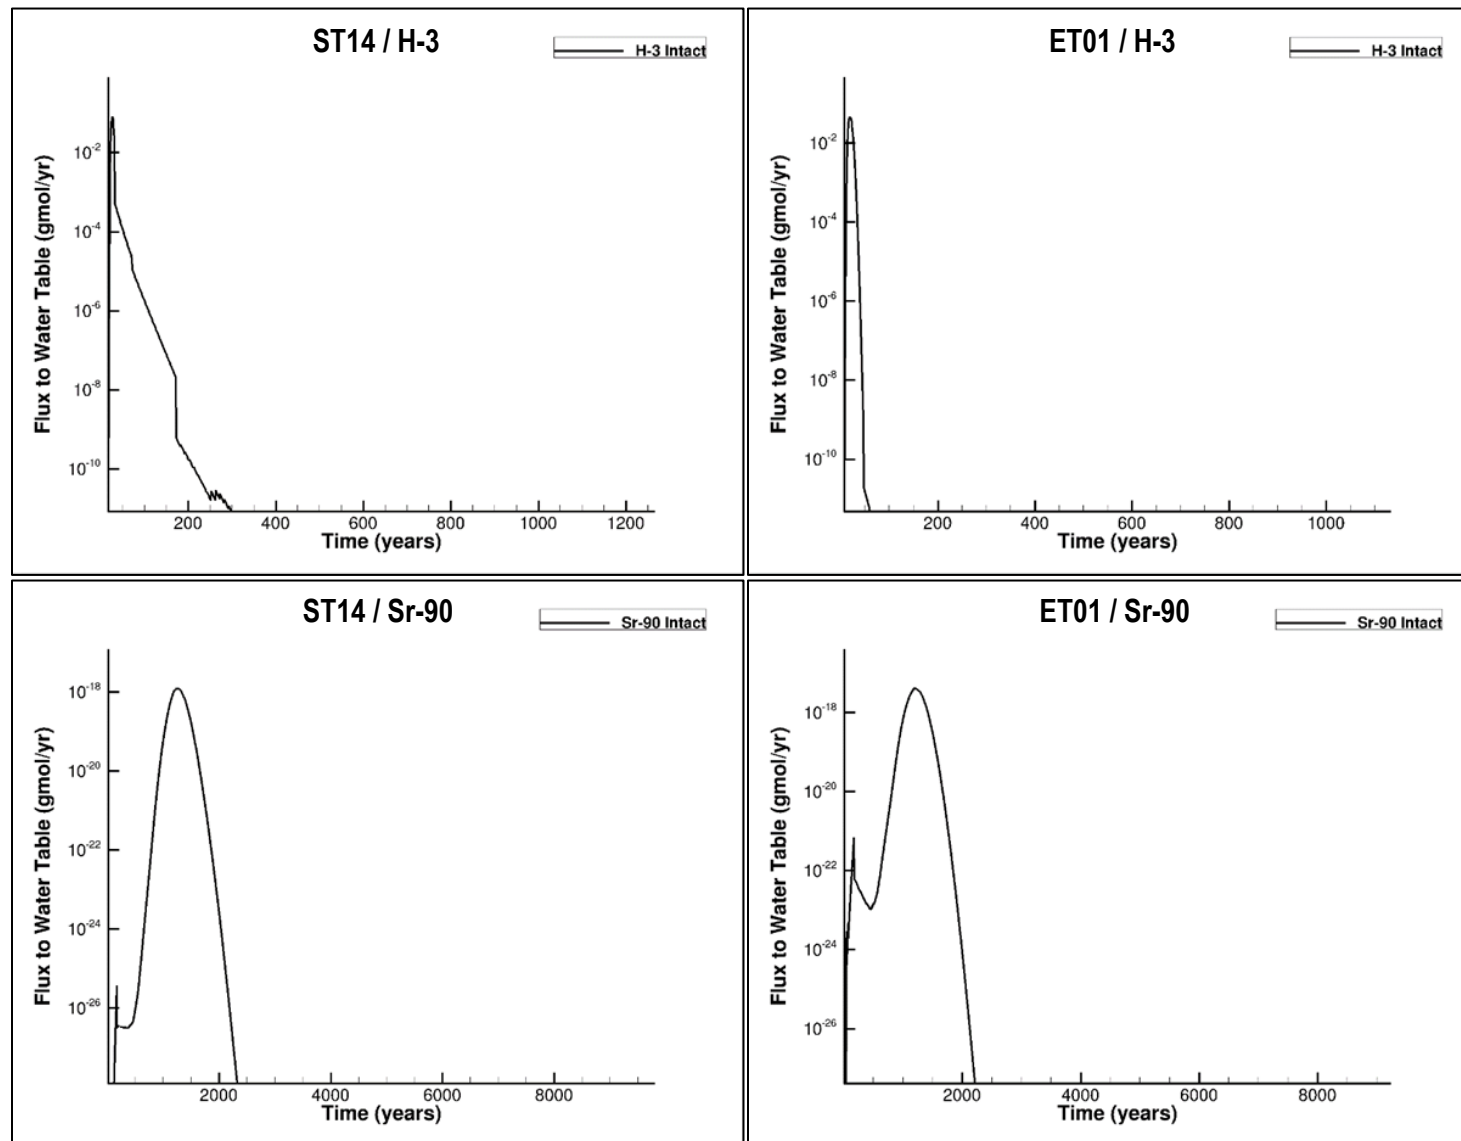 ST14 / H-3
H-3 Intact
Flux to Water Table (gmol/yr)
10^-2
10^-4
10^-6
10^-8
10^-10
200 400 600 800 1000 1200
Time (years)
ET01 / H-3
H-3 Intact
Flux to Water Table (gmol/yr)
10^-2
10^-4
10^-6
10^-8
10^-10
200 400 600 800 1000
Time (years)
ST14 / Sr-90
Sr-90 Intact
Flux to Water Table (gmol/yr)
10^-18
10^-20
10^-22
10^-24
10^-26
2000 4000 6000 8000
Time (years)
ET01 / Sr-90
Sr-90 Intact
Flux to Water Table (gmol/yr)
10^-18
10^-20
10^-22
10^-24
10^-26
2000 4000 6000 8000
Time (years)